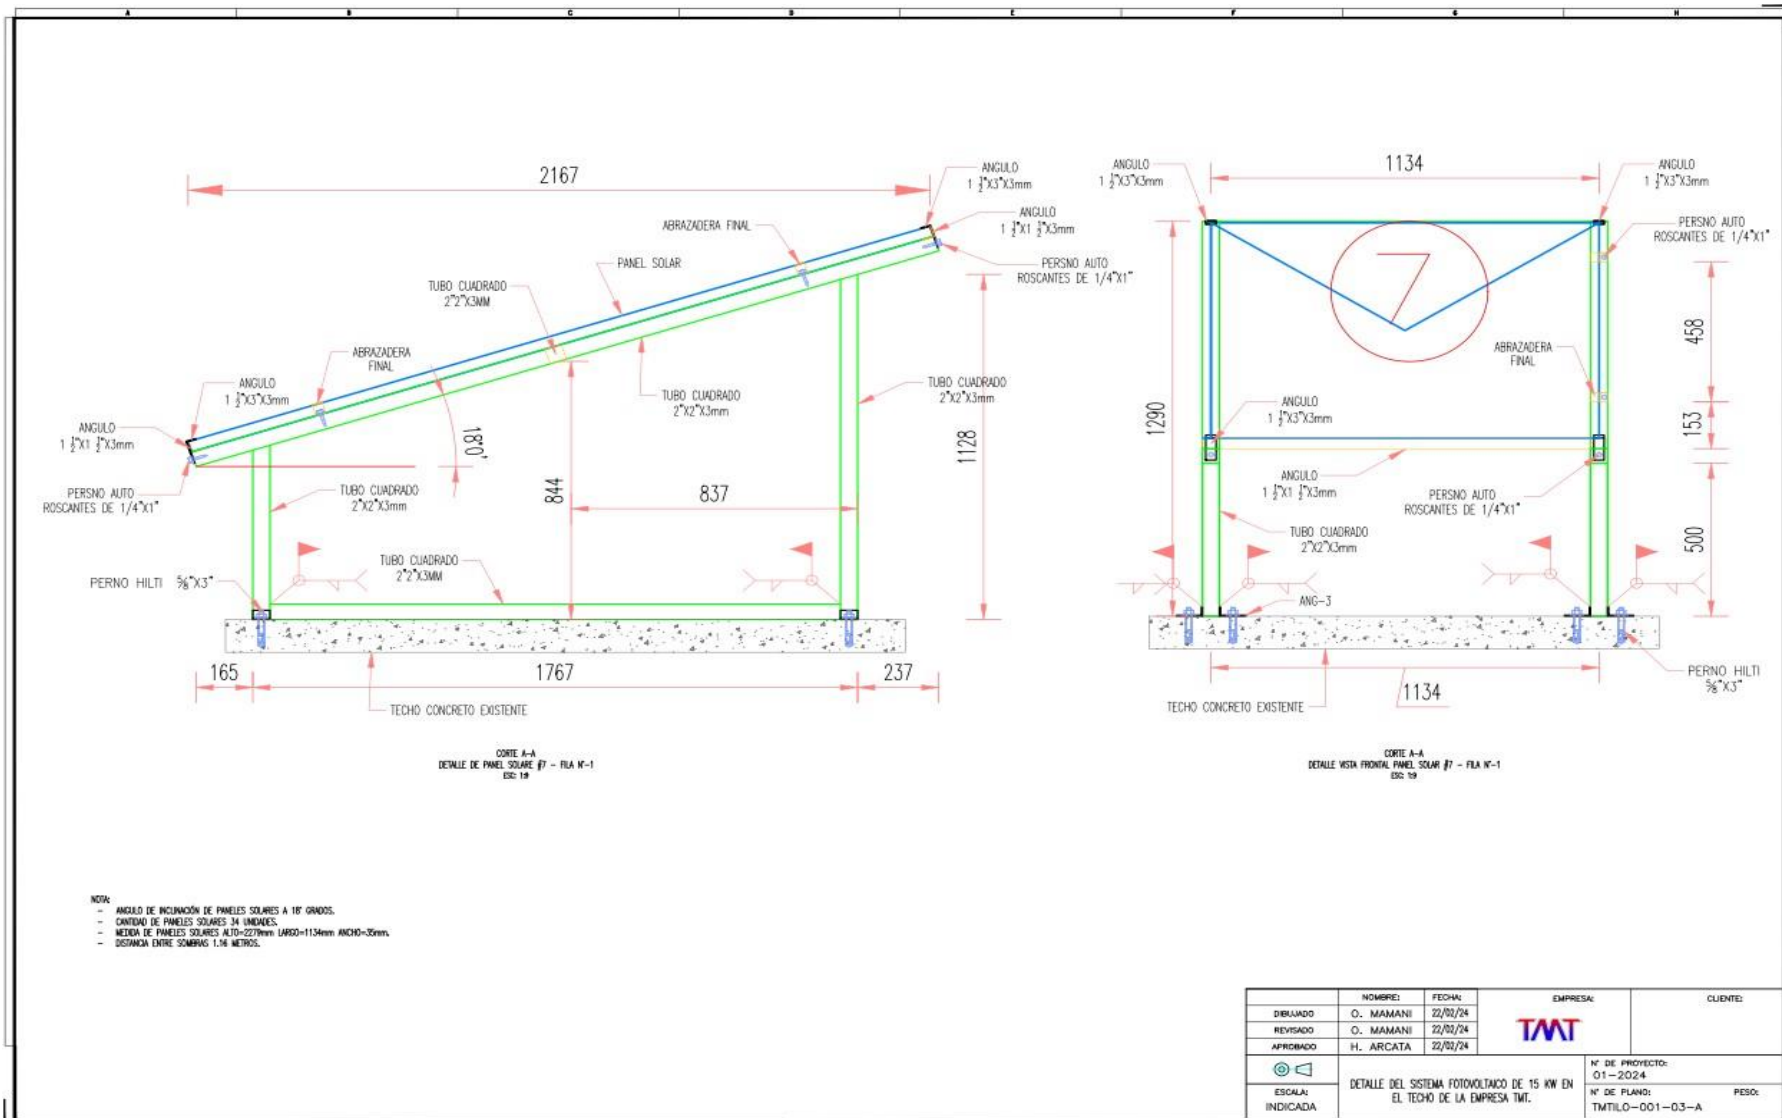 A B C D E F G H
2167
ANGULO
1 ½"X3"X3mm
ANGULO
1 ½"X1 ½"X3mm
ABRAZADERA FINAL
PERSNO AUTO
ROSCANTES DE 1/4"X1"
PANEL SOLAR
TUBO CUADRADO
2"2"X3MM
ABRAZADERA
FINAL
ANGULO
1 ½"X3"X3mm
ANGULO
1 ½"X1 ½"X3mm
TUBO CUADRADO
2"X2"X3mm
TUBO CUADRADO
2"X2"X3mm
18.0°
1128
844
837
PERSNO AUTO
ROSCANTES DE 1/4"X1"
TUBO CUADRADO
2"X2"X3mm
TUBO CUADRADO
2"2"X3MM
PERNO HILTI ⅝"X3"
165
1767
237
TECHO CONCRETO EXISTENTE
CORTE A-A
DETALLE DE PANEL SOLARE #7 - FILA N°-1
ESC: 1:9
1134
ANGULO
1 ½"X3"X3mm
ANGULO
1 ½"X3"X3mm
PERSNO AUTO
ROSCANTES DE 1/4"X1"
7
458
ABRAZADERA
FINAL
1290
ANGULO
1 ½"X3"X3mm
153
ANGULO
1 ½"X1 ½"X3mm
PERSNO AUTO
ROSCANTES DE 1/4"X1"
TUBO CUADRADO
2"X2"X3mm
500
ANG-3
PERNO HILTI
⅝"X3"
1134
TECHO CONCRETO EXISTENTE
CORTE A-A
DETALLE VISTA FRONTAL PANEL SOLAR #7 - FILA N°-1
ESC: 1:9
NOTA:
- ANGULO DE INCLINACIÓN DE PANELES SOLARES A 18° GRADOS.
- CANTIDAD DE PANELES SOLARES 34 UNIDADES.
- MEDIDA DE PANELES SOLARES ALTO=2279mm LARGO=1134mm ANCHO=35mm.
- DISTANCIA ENTRE SOMBRAS 1.16 METROS.
NOMBRE: FECHA: EMPRESA: CLIENTE:
DIBUJADO O. MAMANI 22/02/24
REVISADO O. MAMANI 22/02/24
APROBADO H. ARCATA 22/02/24
TMT
ESCALA:
INDICADA
DETALLE DEL SISTEMA FOTOVOLTAICO DE 15 KW EN
EL TECHO DE LA EMPRESA TMT.
N° DE PROYECTO:
01-2024
N° DE PLANO: PESO:
TMTILO-001-03-A